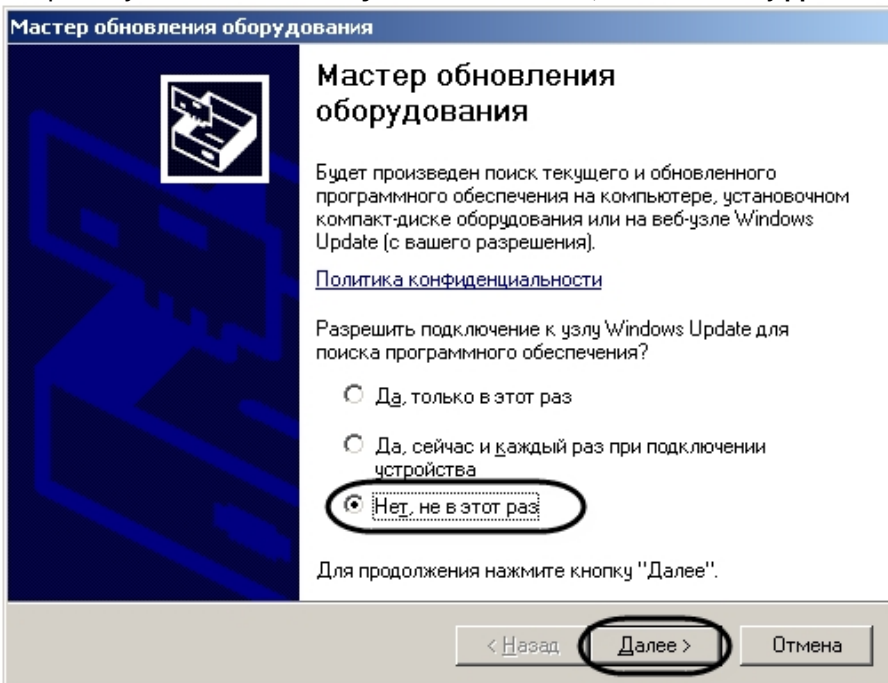 Мастер обновления оборудования
Мастер обновления
оборудования
Будет произведен поиск текущего и обновленного
программного обеспечения на компьютере, установочном
компакт-диске оборудования или на веб-узле Windows
Update (с вашего разрешения).
Политика конфиденциальности
Разрешить подключение к узлу Windows Update для
поиска программного обеспечения?
Да, только в этот раз
Да, сейчас и каждый раз при подключении
устройства
Нет, не в этот раз
Для продолжения нажмите кнопку "Далее".
< Назад Далее > Отмена